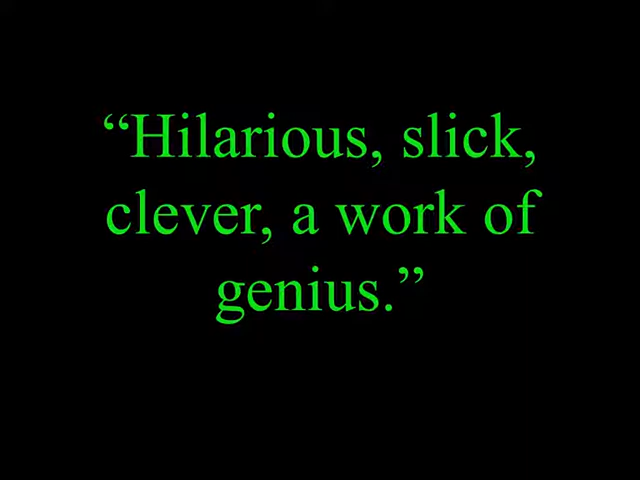 “Hilarious, slick,
clever, a work of
genius.”